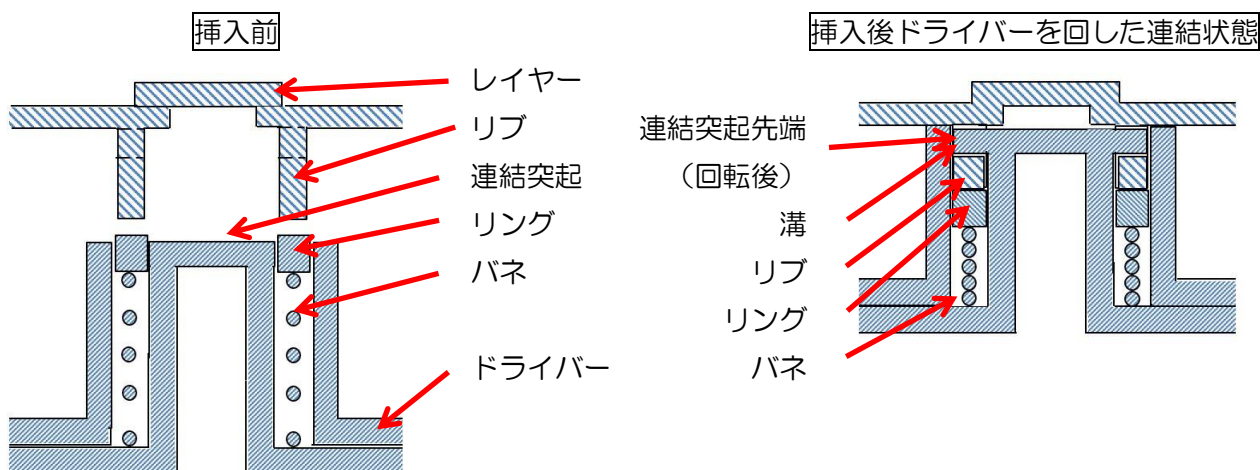 挿入前
レイヤー
リブ
連結突起
リング
バネ
ドライバー
挿入後ドライバーを回した連結状態
連結突起先端
（回転後）
溝
リブ
リング
バネ